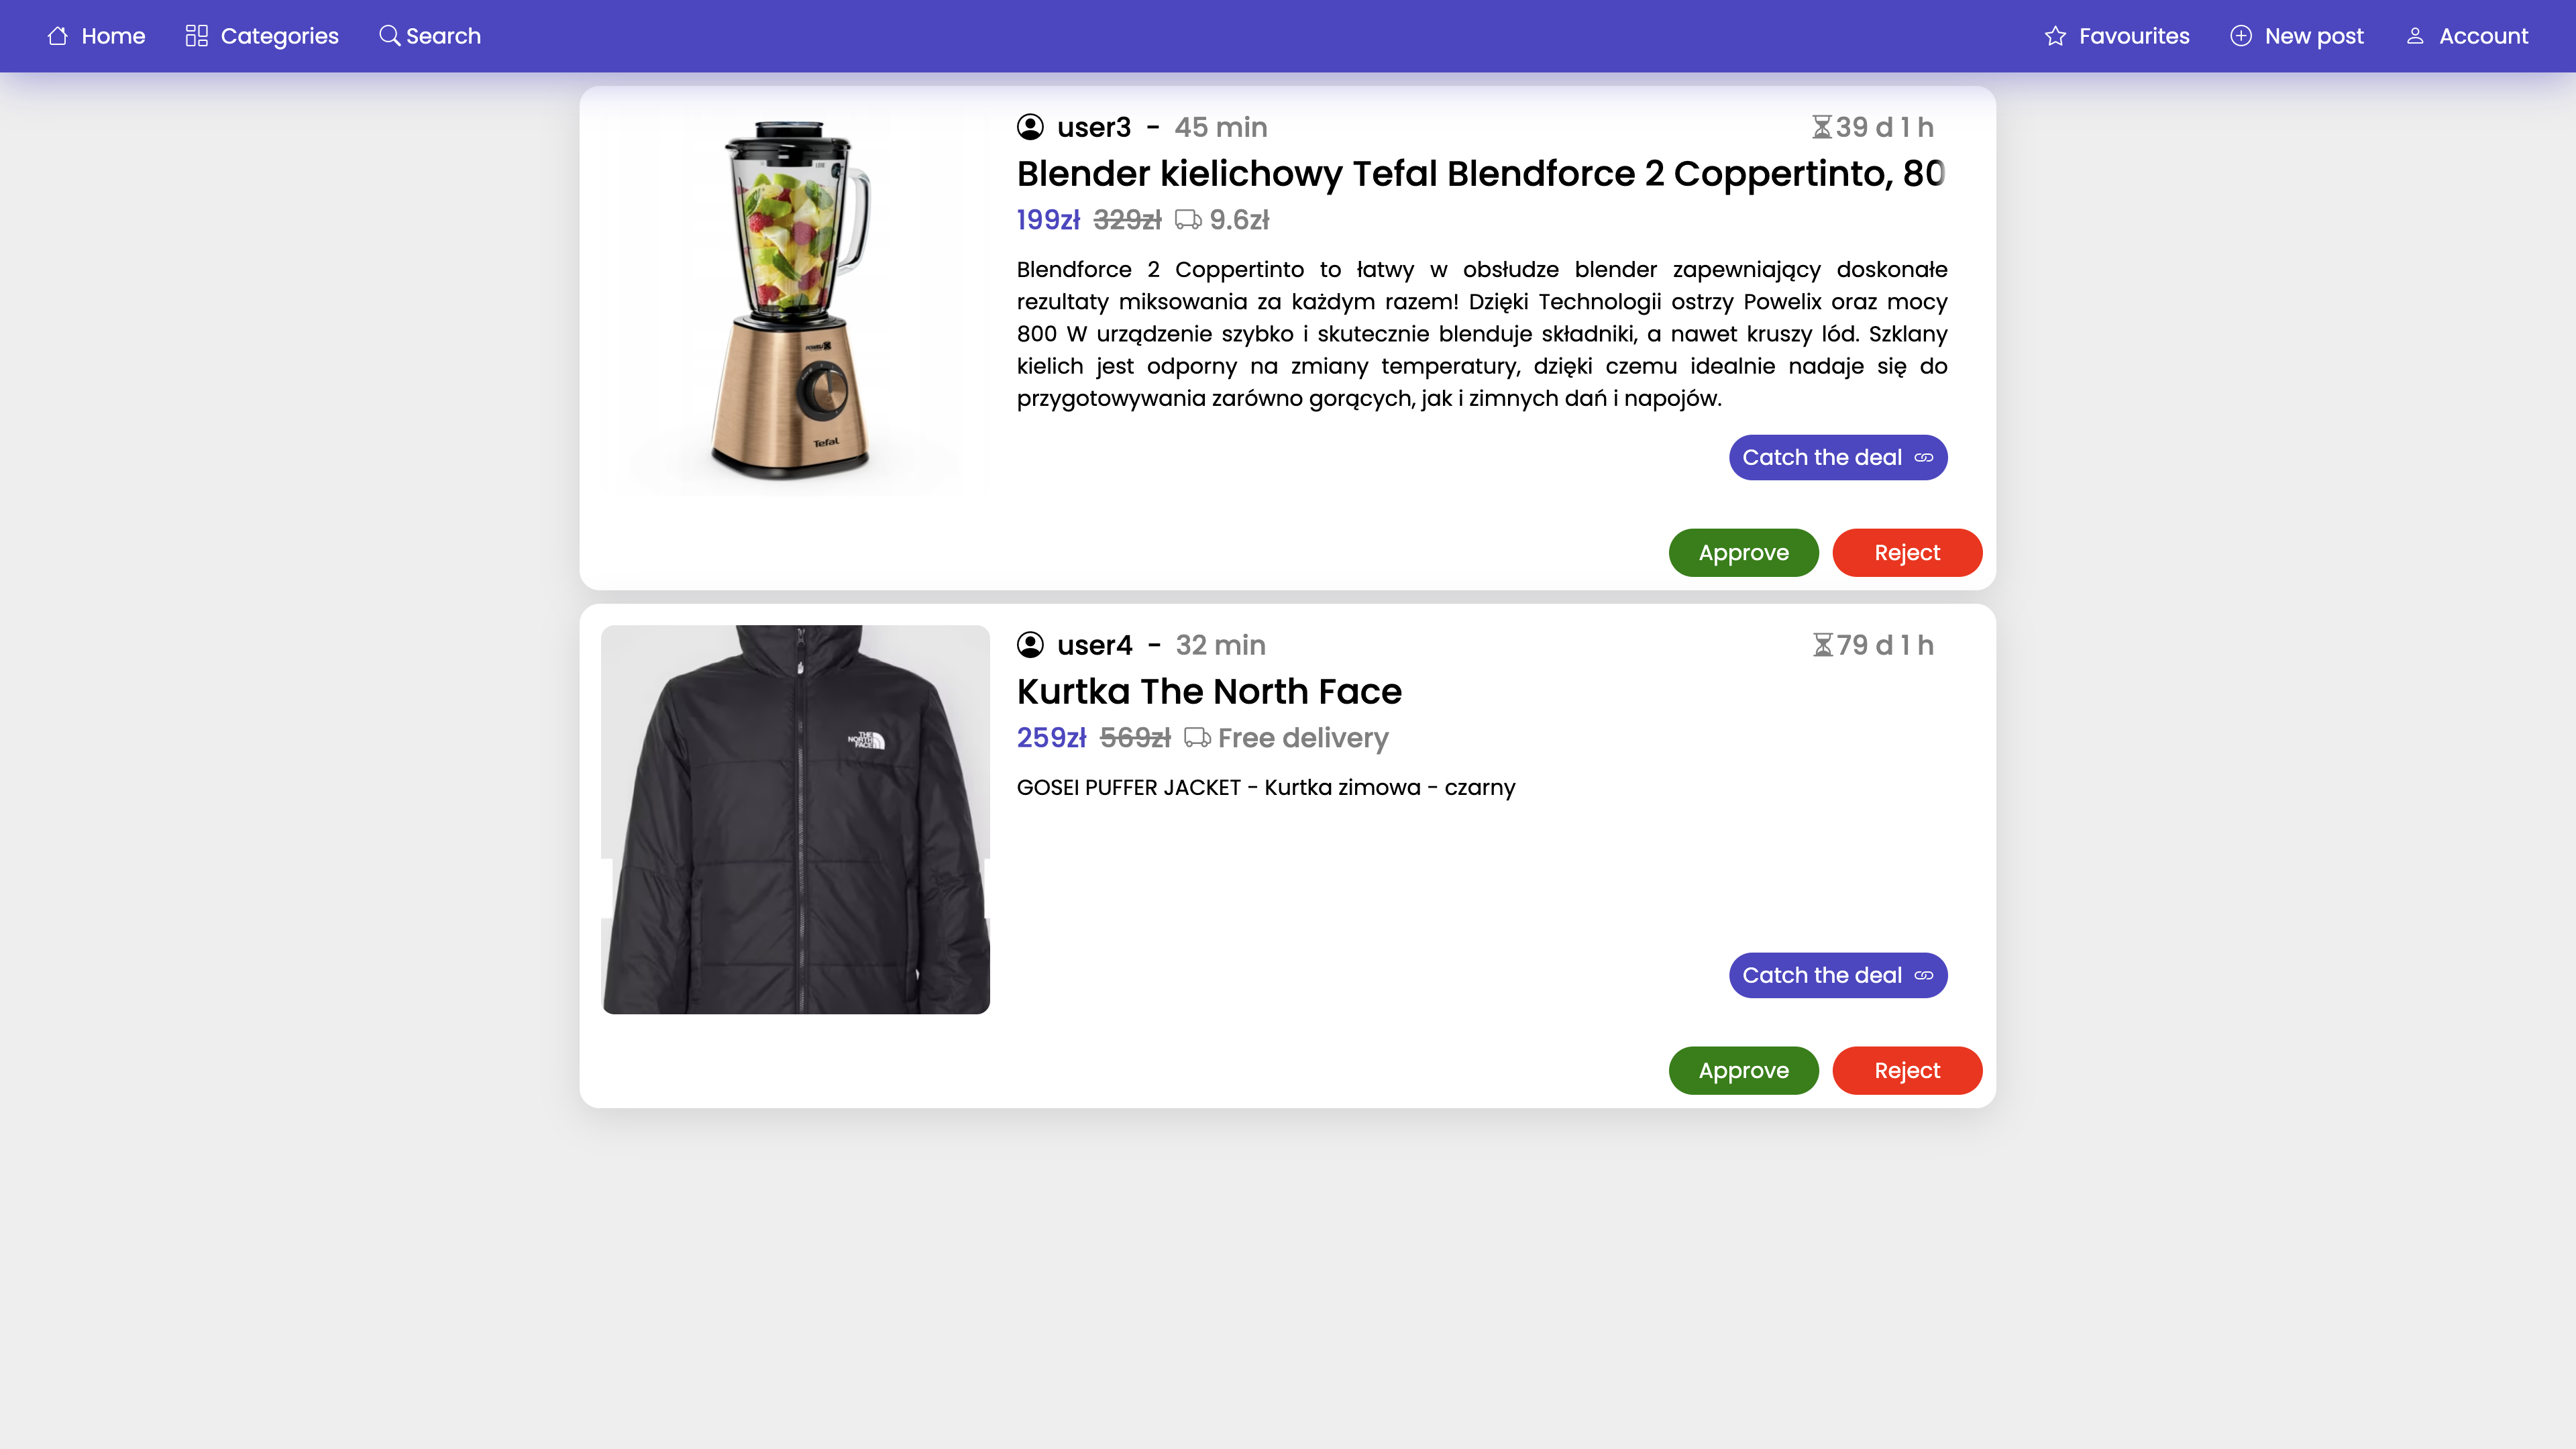 Home Categories Search Favourites New post Account
user3 - 45 min 39 d 1 h
Blender kielichowy Tefal Blendforce 2 Coppertinto, 80
199zł 329zł 9.6zł
Blendforce 2 Coppertinto to łatwy w obsłudze blender zapewniający doskonałe
rezultaty miksowania za każdym razem! Dzięki Technologii ostrzy Powelix oraz mocy
800 W urządzenie szybko i skutecznie blenduje składniki, a nawet kruszy lód. Szklany
kielich jest odporny na zmiany temperatury, dzięki czemu idealnie nadaje się do
przygotowywania zarówno gorących, jak i zimnych dań i napojów.
Tefal
Catch the deal
Approve Reject
user4 - 32 min 79 d 1 h
Kurtka The North Face
259zł 569zł Free delivery
THE
NORTH
FACE
GOSEI PUFFER JACKET - Kurtka zimowa - czarny
Catch the deal
Approve Reject